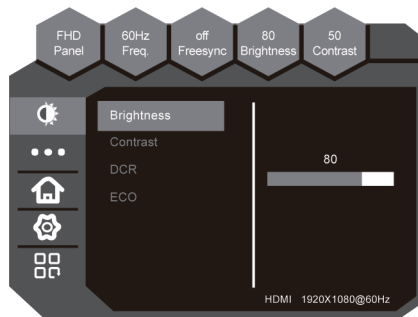 FHD
Panel
60Hz
Freq.
off
Freesync
80
Brightness
50
Contrast
Brightness
Contrast
DCR
ECO
80
HDMI 1920X1080@60Hz